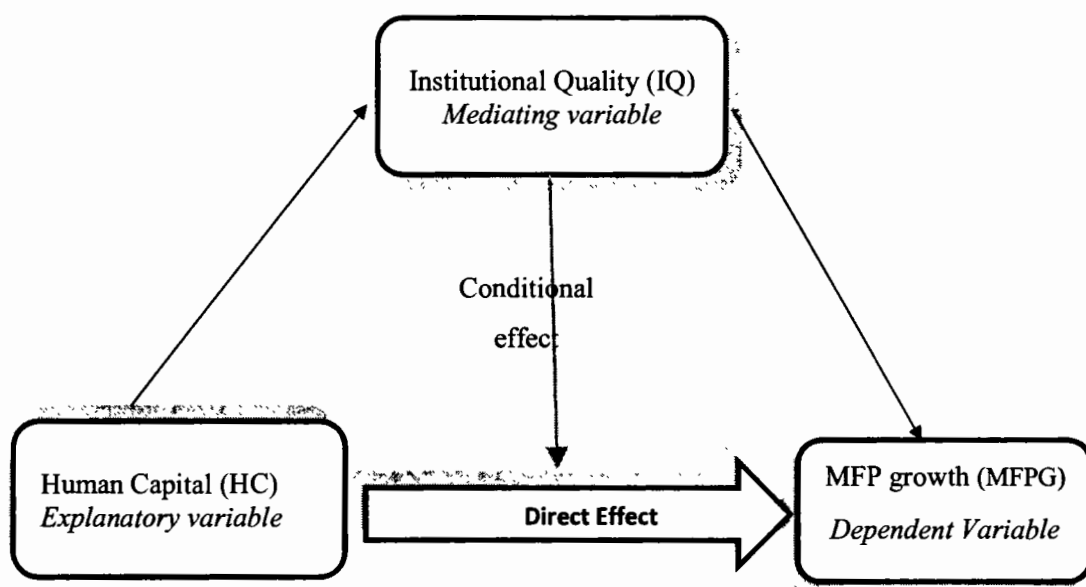 Institutional Quality (IQ)
Mediating variable
Conditional
effect
Human Capital (HC)
Explanatory variable
Direct Effect
MFP growth (MFPG)
Dependent Variable